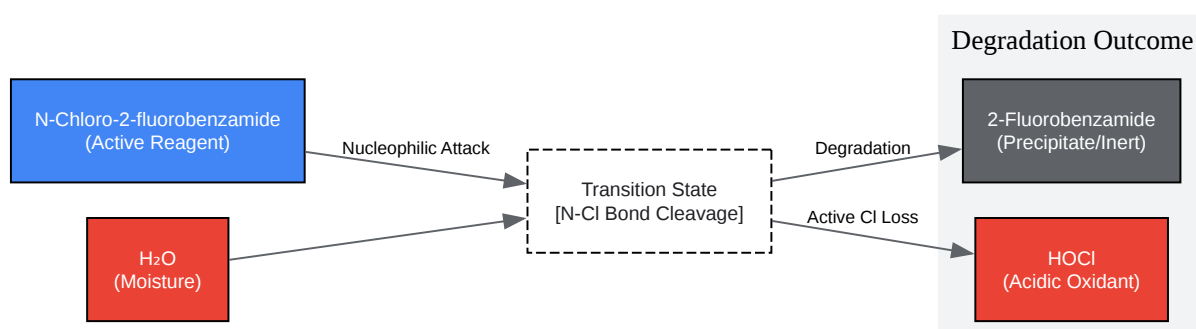 Degradation Outcome
N-Chloro-2-fluorobenzamide
(Active Reagent)
Nucleophilic Attack
H₂O
(Moisture)
Transition State
[N-Cl Bond Cleavage]
Degradation
Active Cl Loss
2-Fluorobenzamide
(Precipitate/Inert)
HOCl
(Acidic Oxidant)